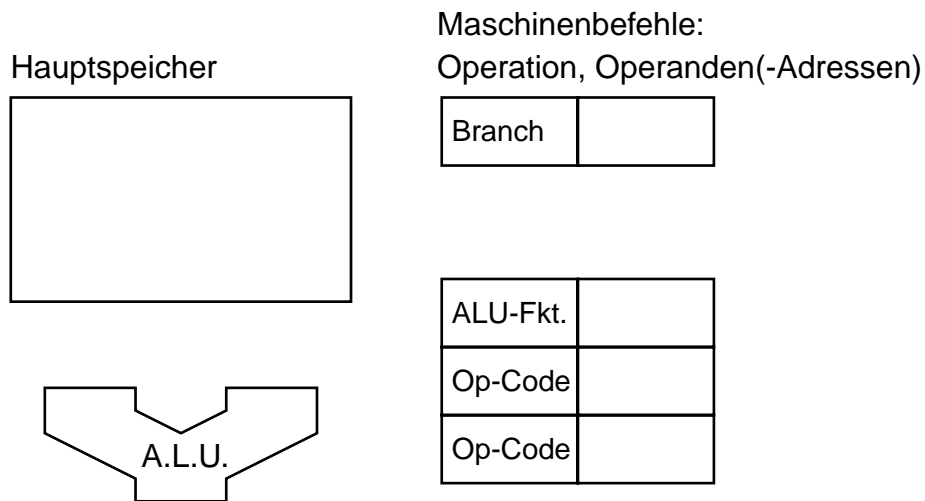 Maschinenbefehle:
Hauptspeicher
Operation, Operanden(-Adressen)
Branch
ALU-Fkt.
Op-Code
Op-Code
A.L.U.